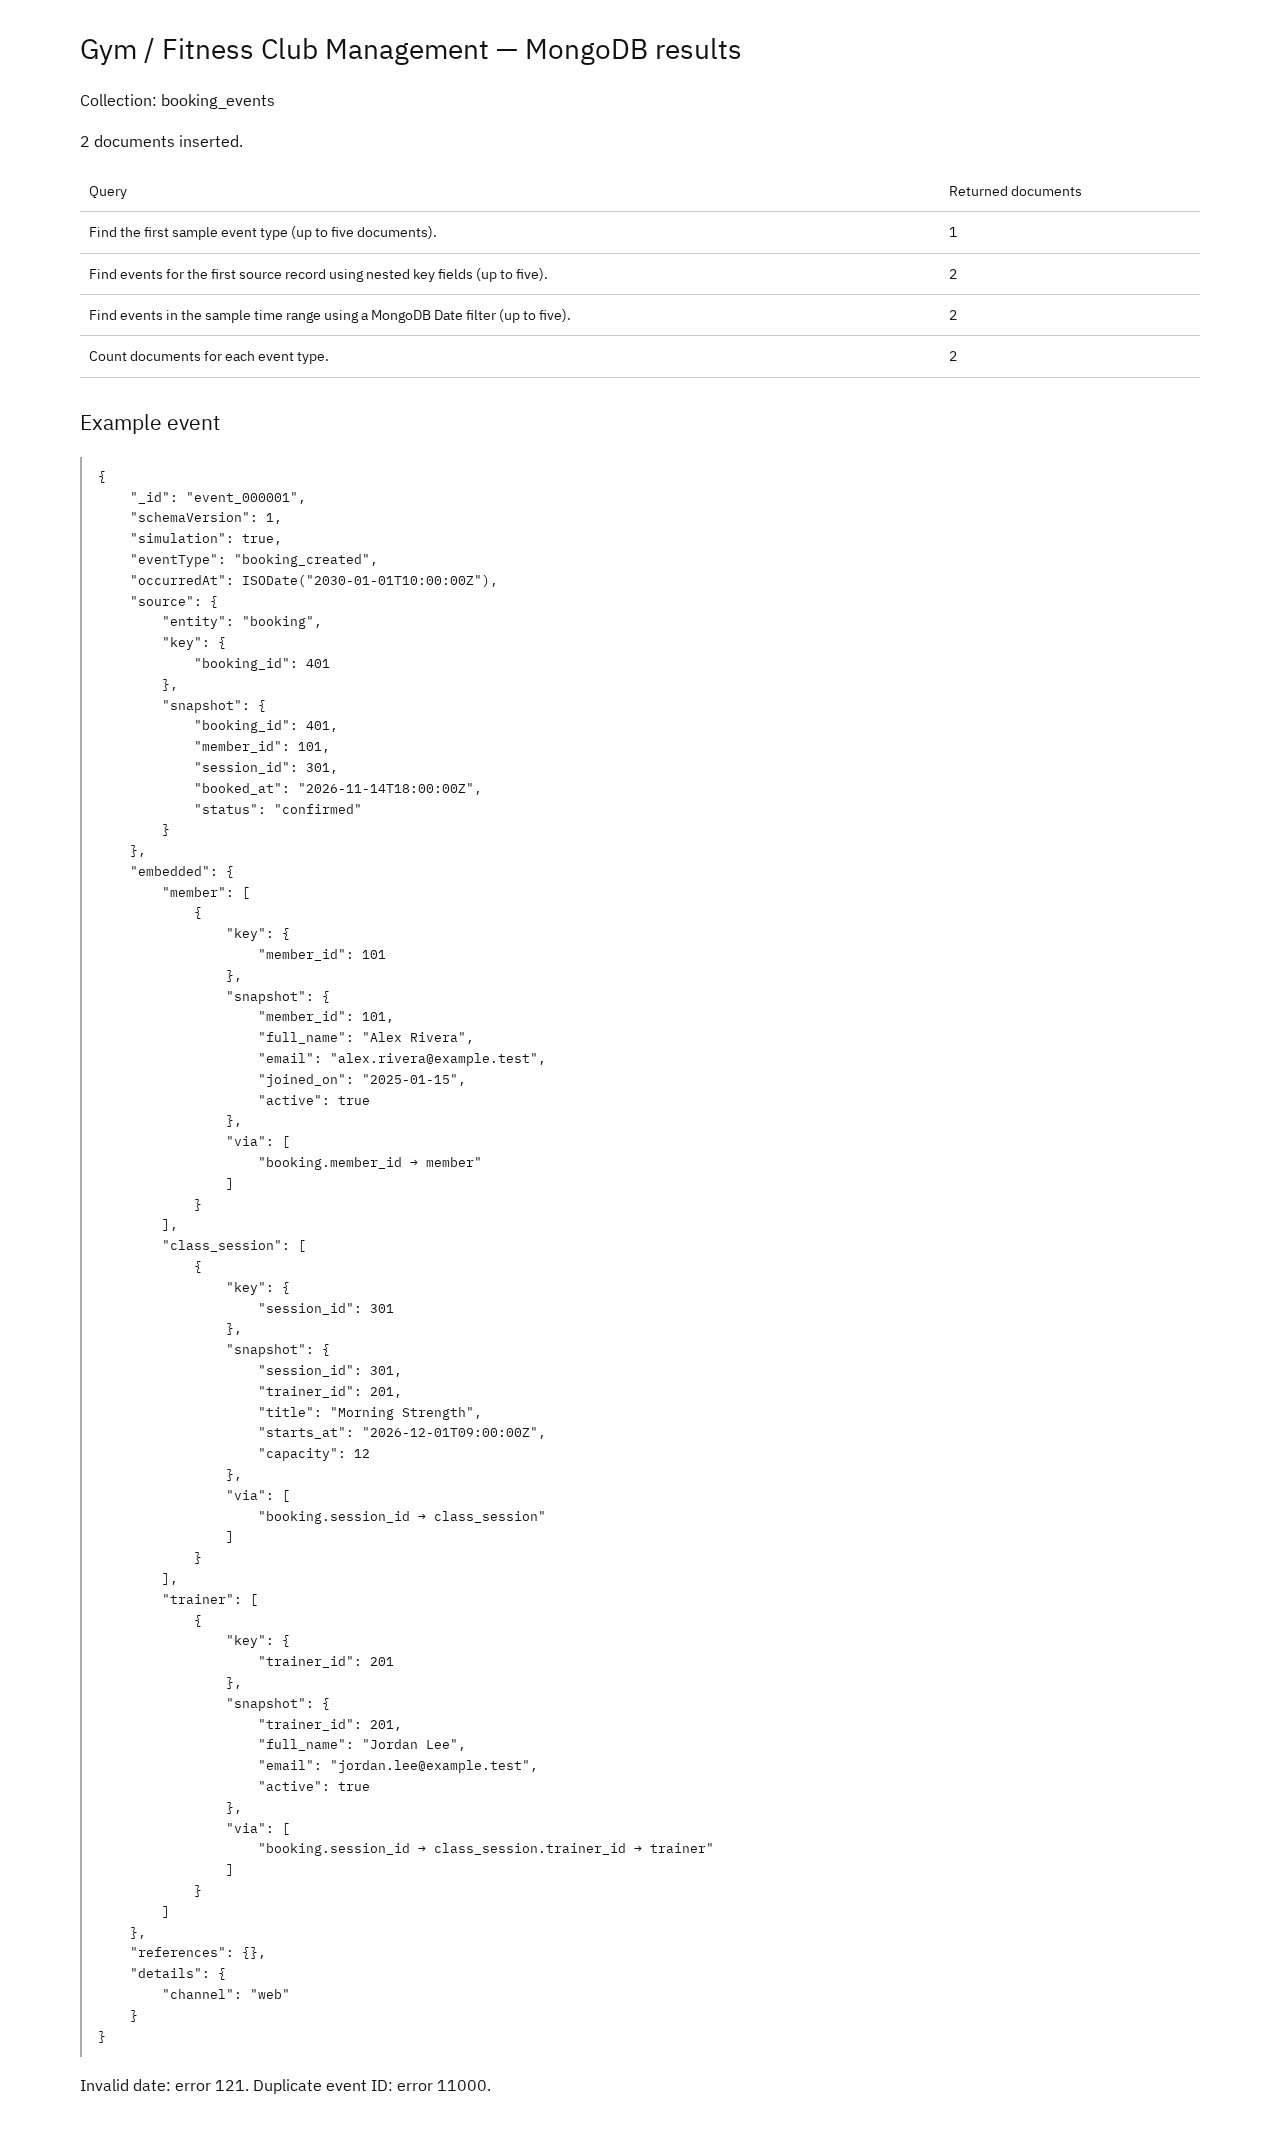 Gym / Fitness Club Management — MongoDB results
Collection: booking_events
2 documents inserted.
Query Returned documents
Find the first sample event type (up to five documents). 1
Find events for the first source record using nested key fields (up to five). 2
Find events in the sample time range using a MongoDB Date filter (up to five). 2
Count documents for each event type. 2
Example event
{
    "_id": "event_000001",
    "schemaVersion": 1,
    "simulation": true,
    "eventType": "booking_created",
    "occurredAt": ISODate("2030-01-01T10:00:00Z"),
    "source": {
        "entity": "booking",
        "key": {
            "booking_id": 401
        },
        "snapshot": {
            "booking_id": 401,
            "member_id": 101,
            "session_id": 301,
            "booked_at": "2026-11-14T18:00:00Z",
            "status": "confirmed"
        }
    },
    "embedded": {
        "member": [
            {
                "key": {
                    "member_id": 101
                },
                "snapshot": {
                    "member_id": 101,
                    "full_name": "Alex Rivera",
                    "email": "alex.rivera@example.test",
                    "joined_on": "2025-01-15",
                    "active": true
                },
                "via": [
                    "booking.member_id → member"
                ]
            }
        ],
        "class_session": [
            {
                "key": {
                    "session_id": 301
                },
                "snapshot": {
                    "session_id": 301,
                    "trainer_id": 201,
                    "title": "Morning Strength",
                    "starts_at": "2026-12-01T09:00:00Z",
                    "capacity": 12
                },
                "via": [
                    "booking.session_id → class_session"
                ]
            }
        ],
        "trainer": [
            {
                "key": {
                    "trainer_id": 201
                },
                "snapshot": {
                    "trainer_id": 201,
                    "full_name": "Jordan Lee",
                    "email": "jordan.lee@example.test",
                    "active": true
                },
                "via": [
                    "booking.session_id → class_session.trainer_id → trainer"
                ]
            }
        ]
    },
    "references": {},
    "details": {
        "channel": "web"
    }
}
Invalid date: error 121. Duplicate event ID: error 11000.